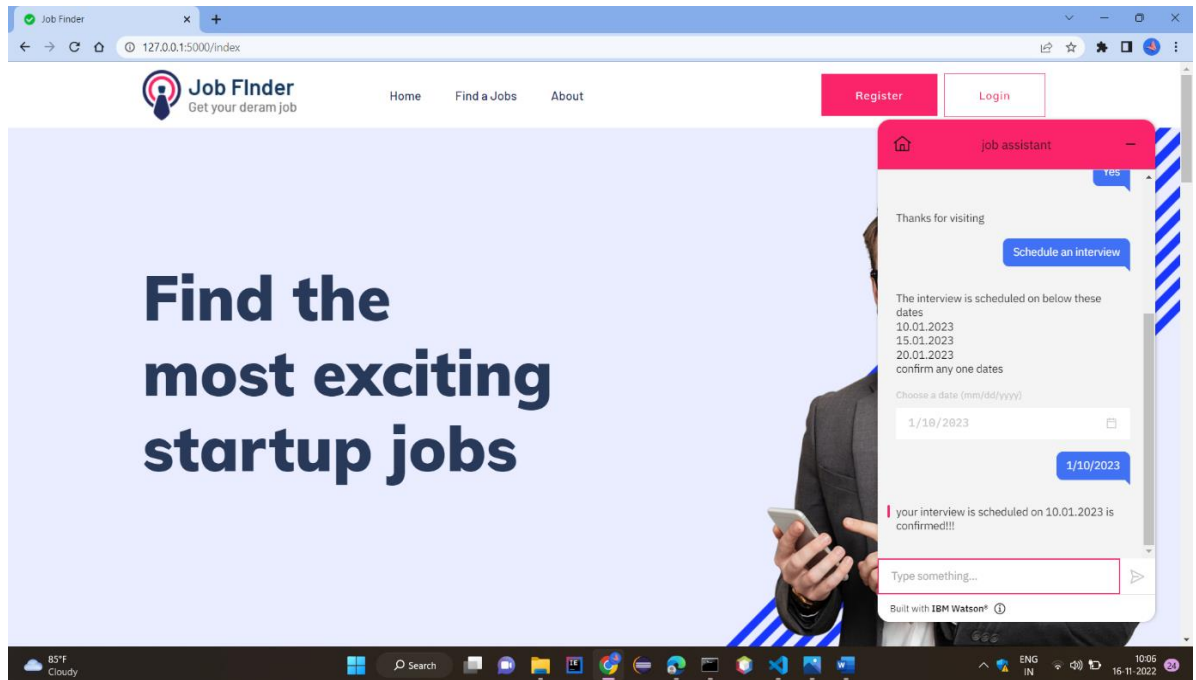 Job Finder
127.0.0.1:5000/index
Job FInder
Get your deram job
Home Find a Jobs About
Register Login
Find the
most exciting
startup jobs
job assistant
Yes
Thanks for visiting
Schedule an interview
The interview is scheduled on below these
dates
10.01.2023
15.01.2023
20.01.2023
confirm any one dates
Choose a date (mm/dd/yyyy)
1/10/2023
1/10/2023
your interview is scheduled on 10.01.2023 is
confirmed!!!
Type something...
Built with IBM Watson®
85°F
Cloudy
Search
ENG
IN
10:06
16-11-2022
24